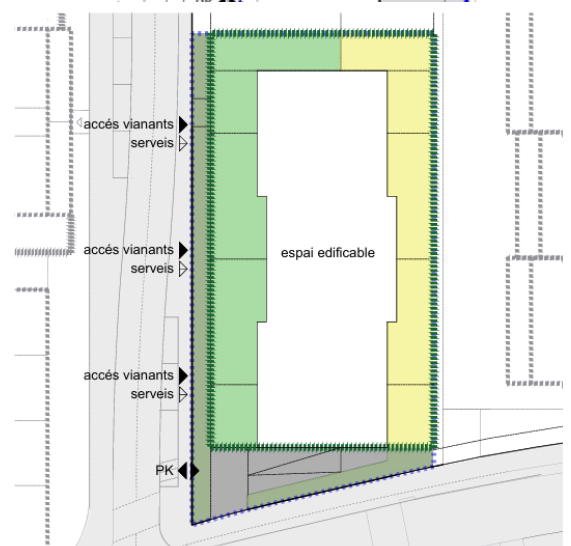 accés vianants
serveis
espai edificable
accés vianants
serveis
accés vianants
serveis
PK